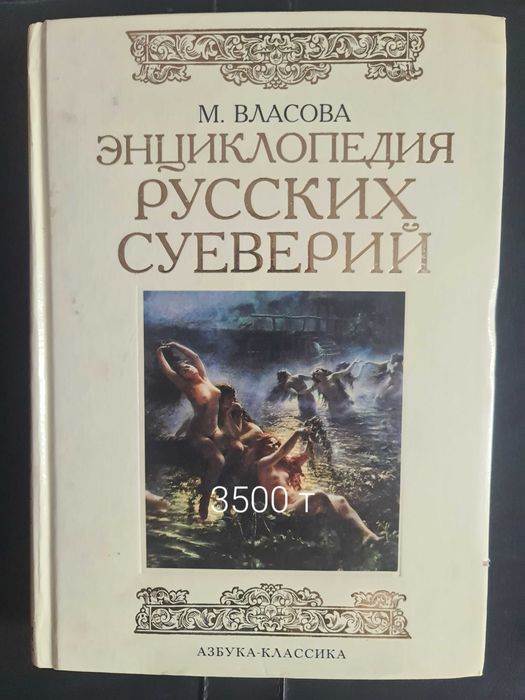 М. ВЛАСОВА
ЭНЦИКЛОПЕДИЯ
РУССКИХ
СУЕВЕРИЙ
3500 т
АЗБУКА-КЛАССИКА